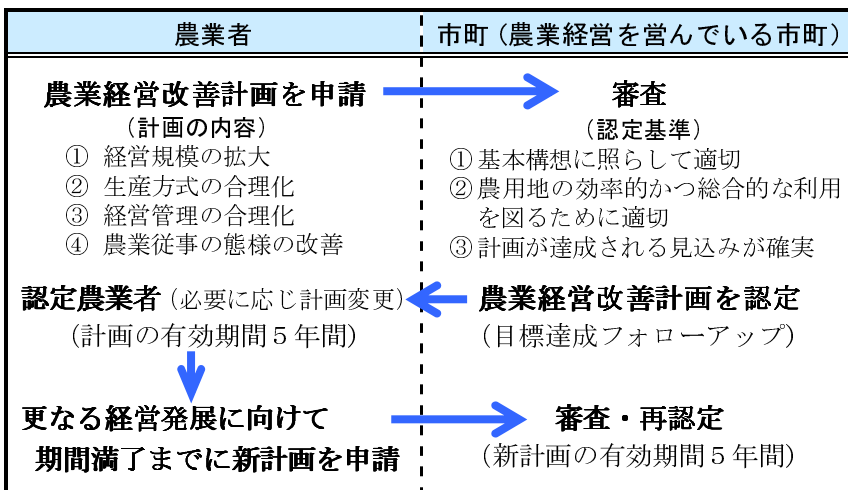 農業者
市町（農業経営を営んでいる市町）
農業経営改善計画を申請
（計画の内容）
① 経営規模の拡大
② 生産方式の合理化
③ 経営管理の合理化
④ 農業従事の態様の改善
審査
（認定基準）
①基本構想に照らして適切
②農用地の効率的かつ総合的な利用
を図るために適切
③計画が達成される見込みが確実
認定農業者（必要に応じ計画変更）
（計画の有効期間５年間）
農業経営改善計画を認定
（目標達成フォローアップ）
更なる経営発展に向けて
期間満了までに新計画を申請
審査・再認定
（新計画の有効期間５年間）